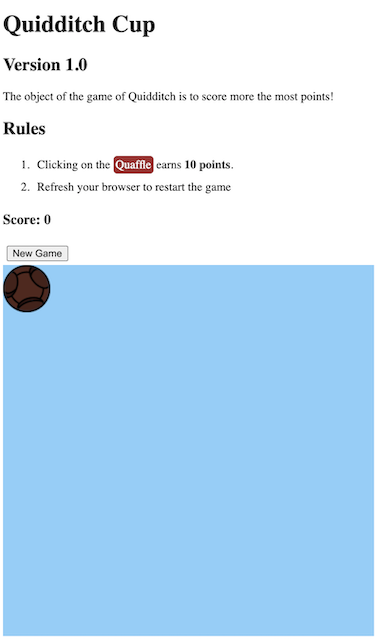 Quidditch Cup
Version 1.0
The object of the game of Quidditch is to score more the most points!
Rules
1. Clicking on the Quaffle earns 10 points.
2. Refresh your browser to restart the game
Score: 0
New Game